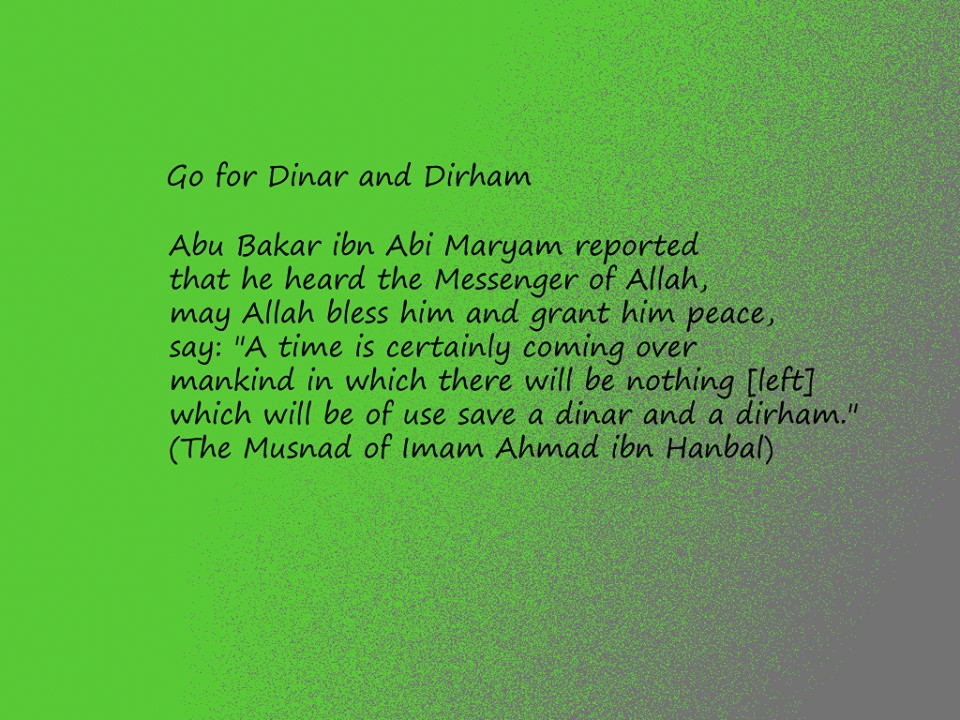 Go for Dinar and Dirham
Abu Bakar ibn Abi Maryam reported
that he heard the Messenger of Allah,
may Allah bless him and grant him peace,
say: "A time is certainly coming over
mankind in which there will be nothing [left]
which will be of use save a dinar and a dirham."
(The Musnad of Imam Ahmad ibn Hanbal)